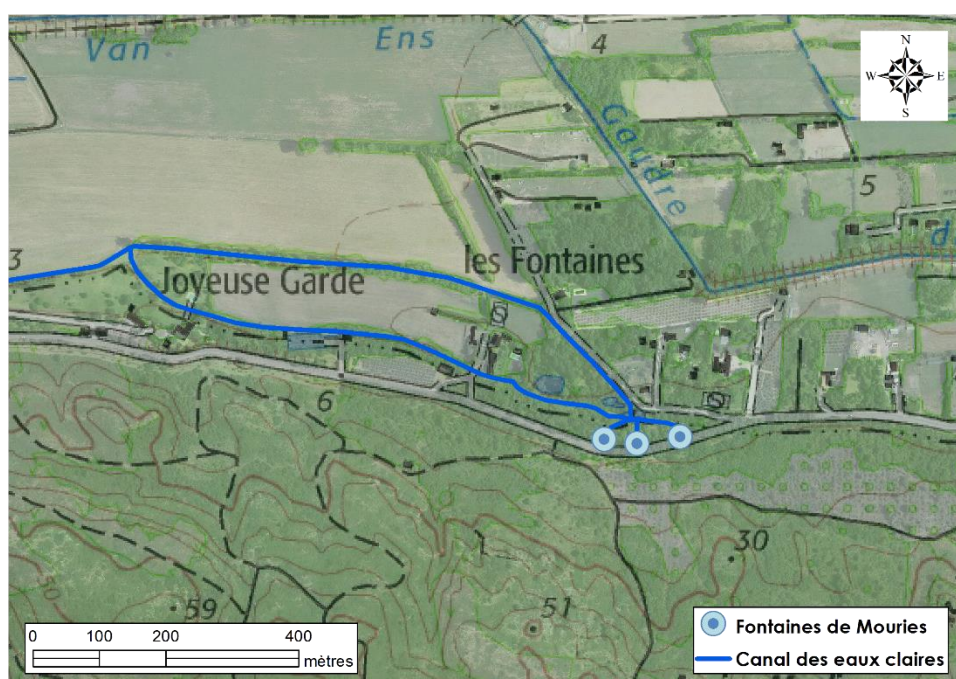 Van Ens
4
N
W E
S
Gaudre
5
d
3
Joyeuse Garde
les Fontaines
6
30
59
51
0 100 200 400
mètres
Fontaines de Mouries
Canal des eaux claires